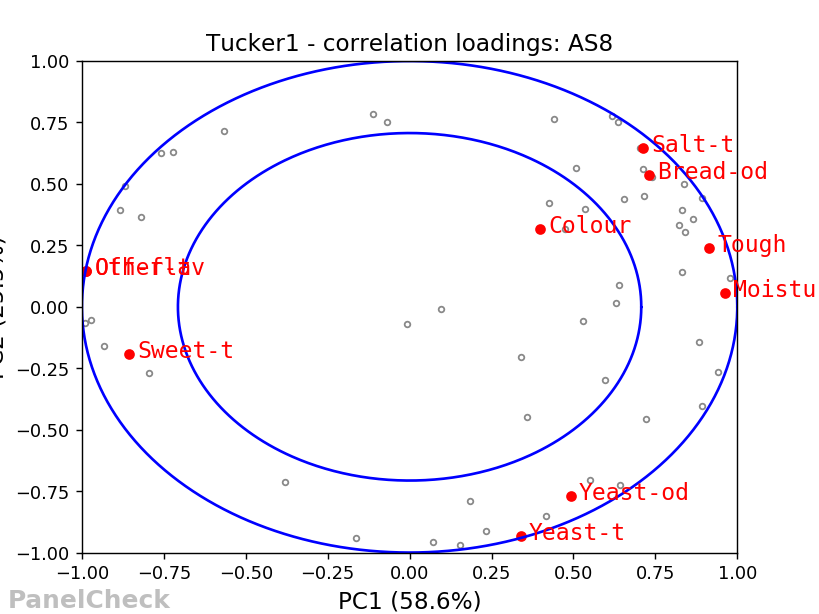 Tucker1 - correlation loadings: AS8
1.00
0.75
0.50
0.25
0.00
−0.25
−0.50
−0.75
−1.00
Salt-t
Bread-od
Colour
Tough
Moistu
Sweet-t
Yeast-od
Yeast-t
−1.00 −0.75 −0.50 −0.25 0.00 0.25 0.50 0.75 1.00
PC1 (58.6%)
PanelCheck